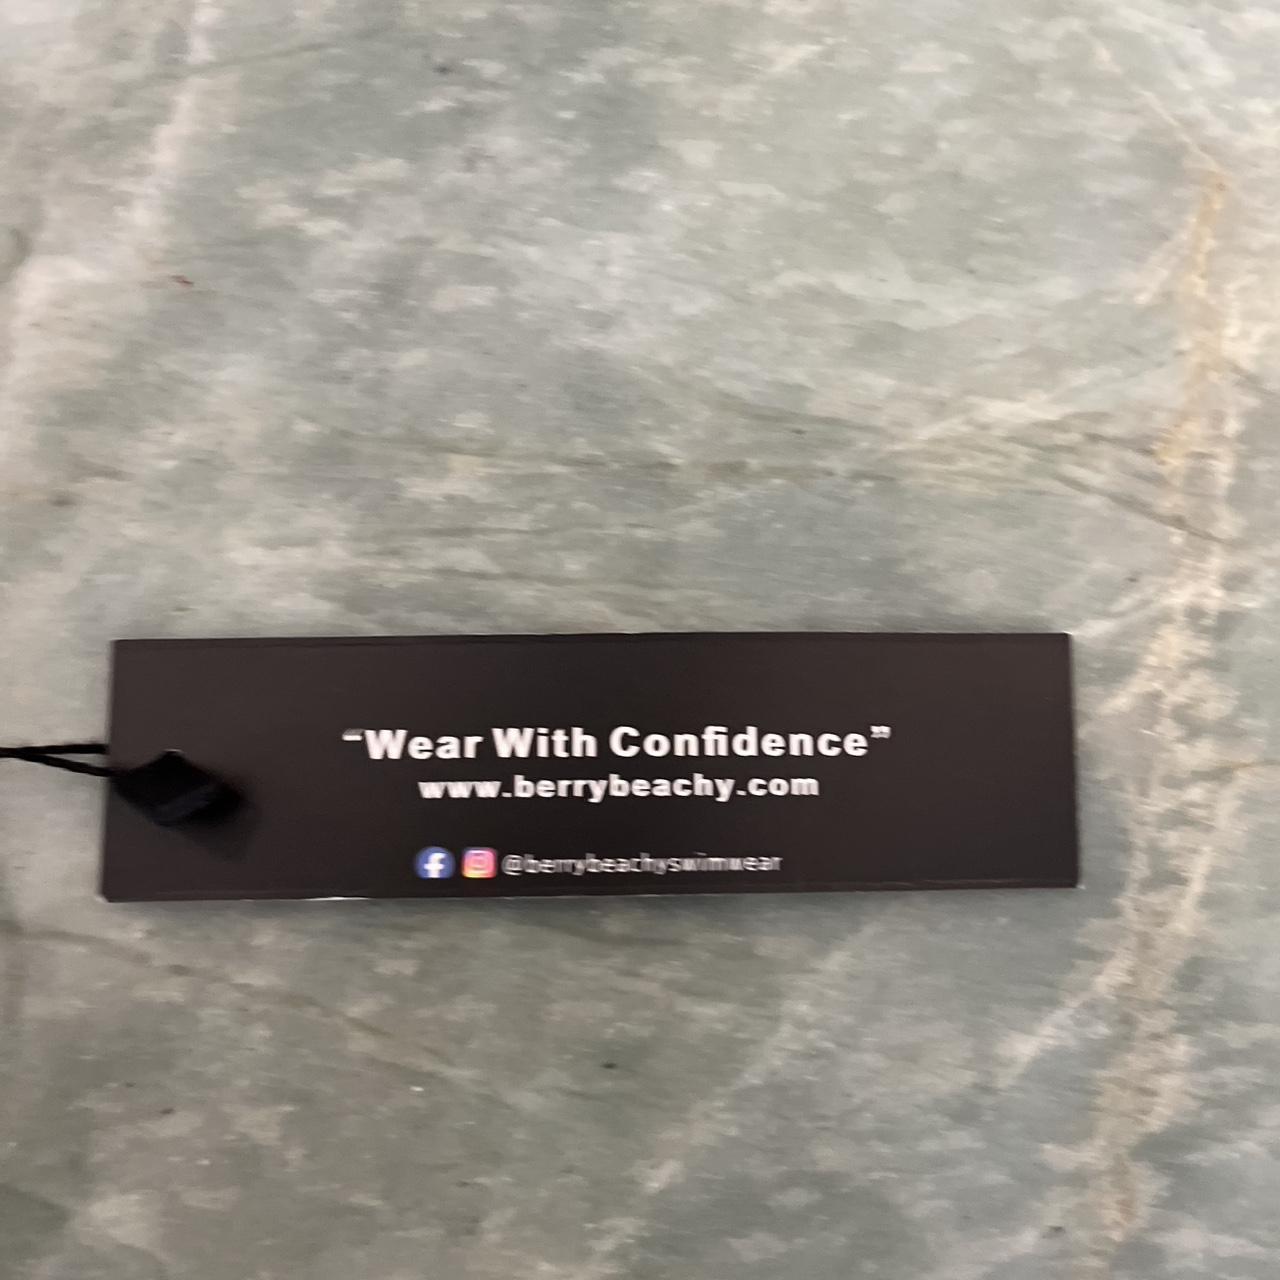 “Wear With Confidence”
www.berrybeachy.com
@berrybeachyswimwear